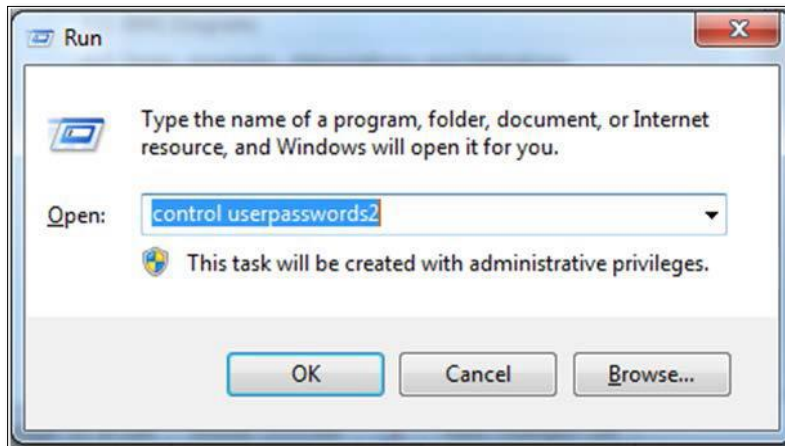 Run
Type the name of a program, folder, document, or Internet
resource, and Windows will open it for you.
Open: control userpasswords2
This task will be created with administrative privileges.
OK Cancel Browse...